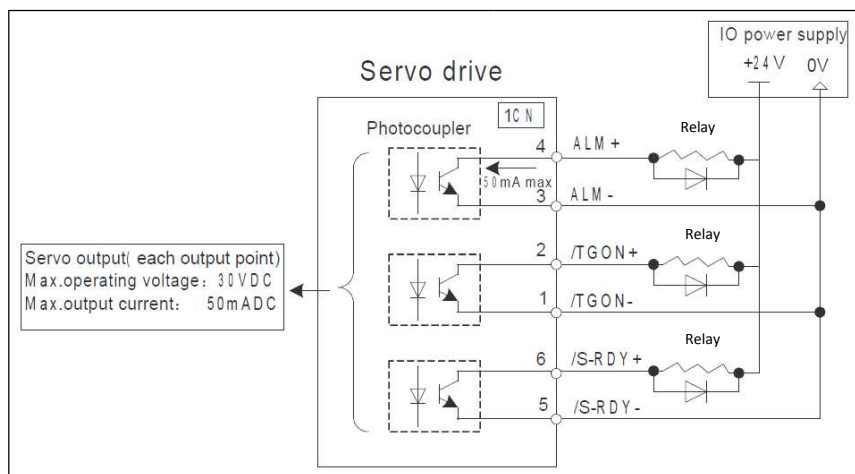 IO power supply
+24V 0V
Servo drive
1CN
Photocoupler
Relay
4 ALM+
50mA max
3 ALM-
Relay
2 /TGON+
Servo output( each output point)
Max.operating voltage: 30VDC
Max.output current: 50mADC
1 /TGON-
Relay
6 /S-RDY+
5 /S-RDY-